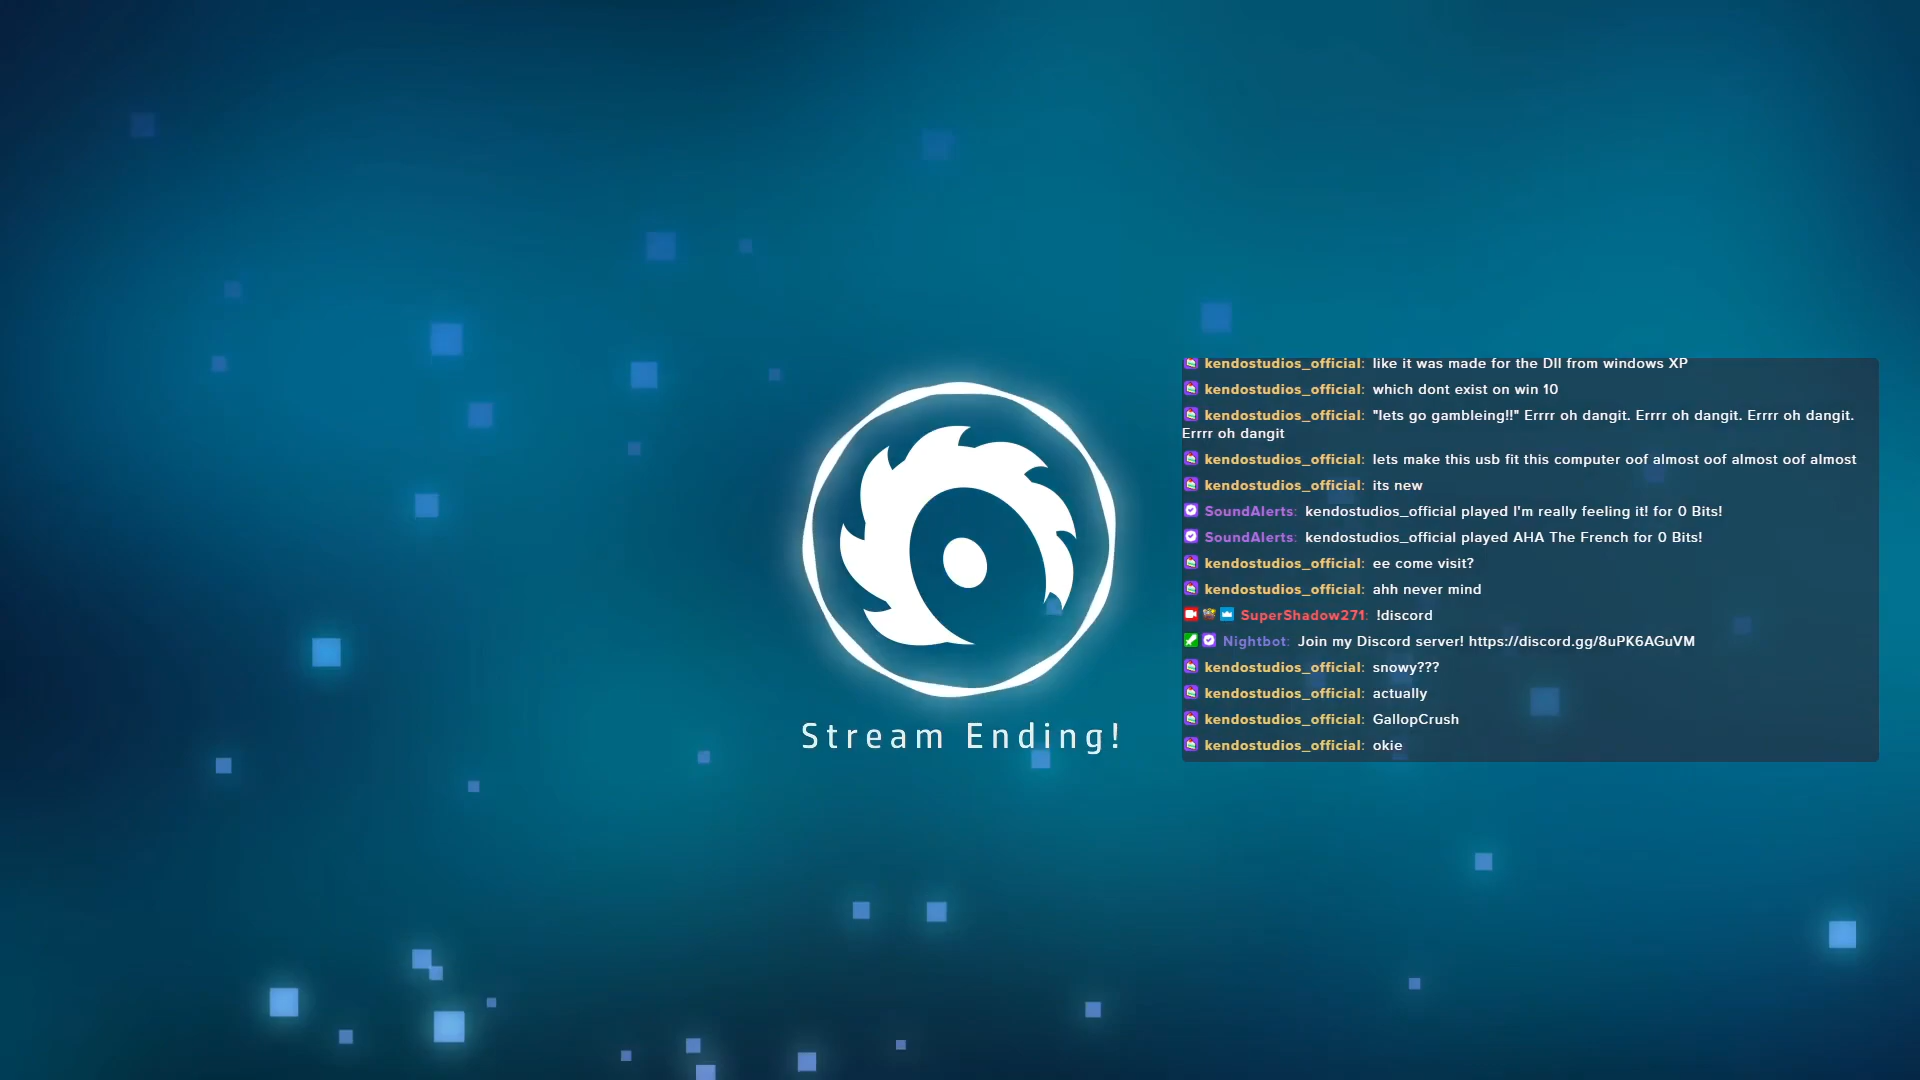 kendostudios_official: like it was made for the Dll from windows XP
kendostudios_official: which dont exist on win 10
kendostudios_official: "lets go gambleing!!" Errrr oh dangit. Errrr oh dangit. Errrr oh dangit.
Errrr oh dangit
kendostudios_official: lets make this usb fit this computer oof almost oof almost oof almost
kendostudios_official: its new
SoundAlerts: kendostudios_official played I'm really feeling it! for 0 Bits!
SoundAlerts: kendostudios_official played AHA The French for 0 Bits!
kendostudios_official: ee come visit?
kendostudios_official: ahh never mind
SuperShadow271: !discord
Nightbot: Join my Discord server! https://discord.gg/8uPK6AGuVM
kendostudios_official: snowy???
kendostudios_official: actually
kendostudios_official: GallopCrush
kendostudios_official: okie
Stream Ending!